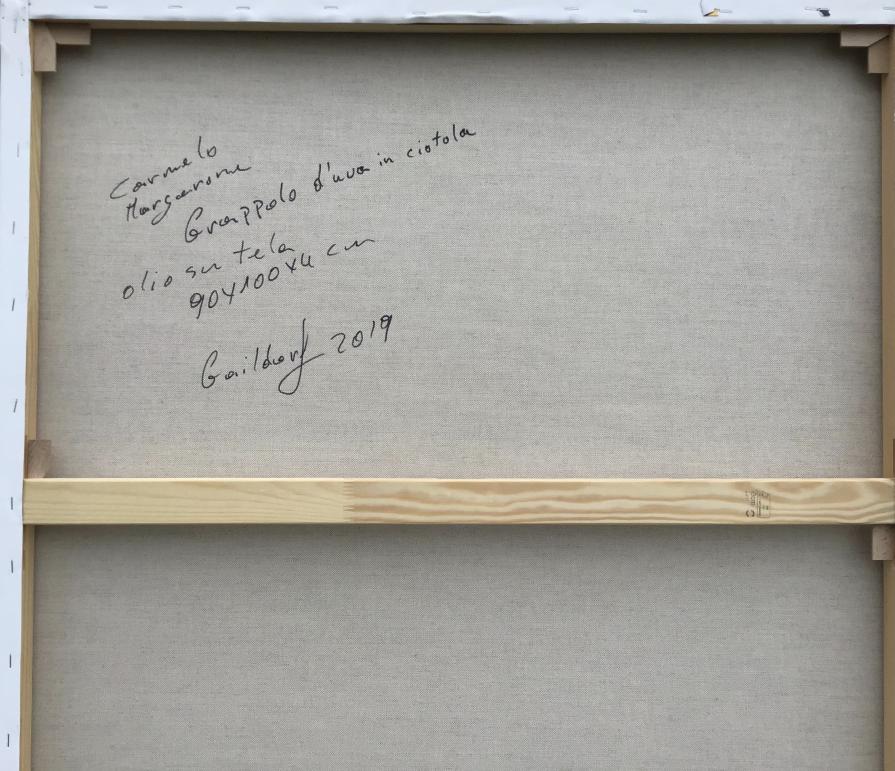 Carmelo
Margarone
Grappolo d'uva in ciotola
olio su tela
90x100x4 cm
Gaildorf 2019